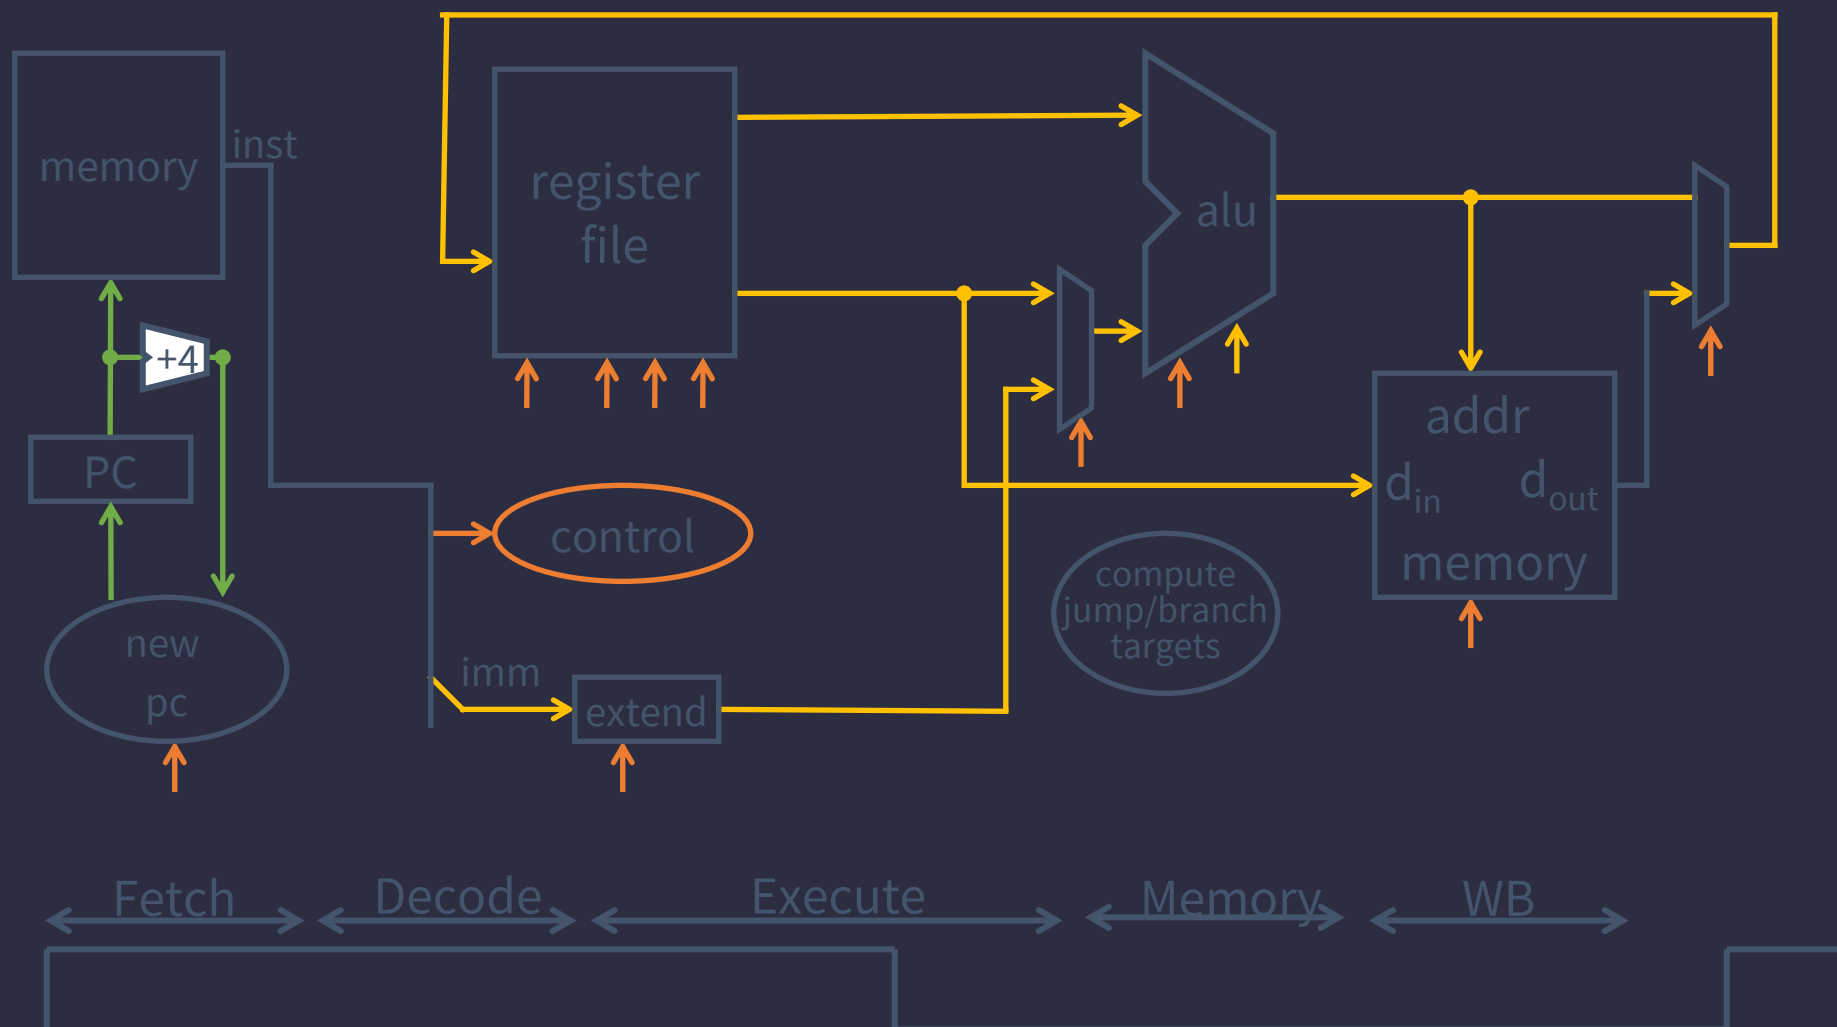 memory
inst
+4
PC
new
pc
register
file
control
imm
extend
alu
compute
jump/branch
targets
addr
din
dout
memory
Fetch
Decode
Execute
Memory
WB